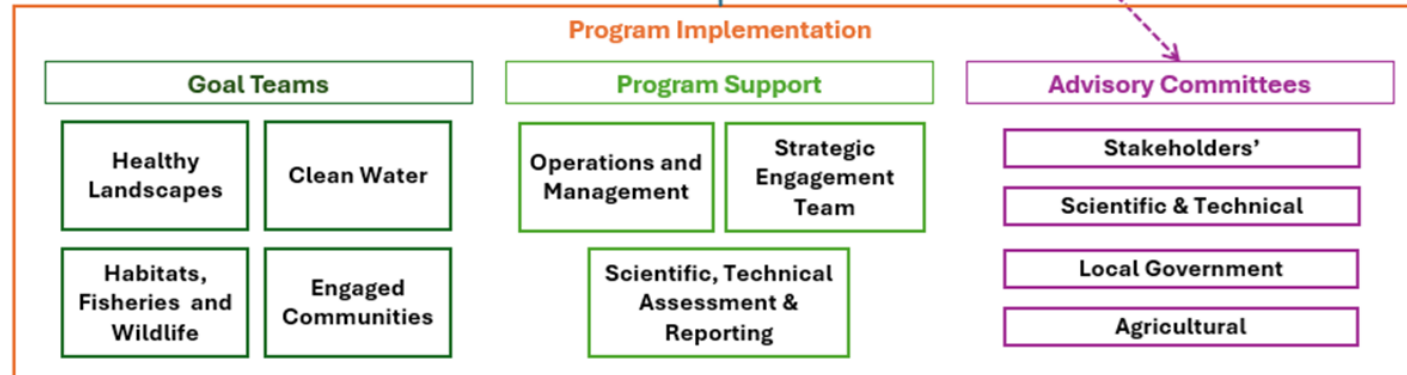 Program Implementation
Goal Teams
Healthy
Landscapes
Clean Water
Habitats,
Fisheries and
Wildlife
Engaged
Communities
Program Support
Operations and
Management
Strategic
Engagement
Team
Scientific, Technical
Assessment &
Reporting
Advisory Committees
Stakeholders’
Scientific & Technical
Local Government
Agricultural